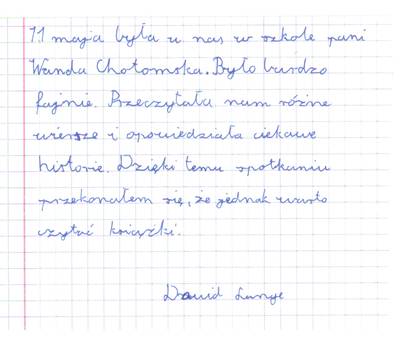 11 maja była u nas w szkole pani
Wanda Chotomska. Było bardzo
fajnie. Przeczytała nam różne
wiersze i opowiedziała ciekawe
historie. Dzięki temu spotkaniu
przekonałem się, że jednak warto
czytać książki.
Dawid Lange